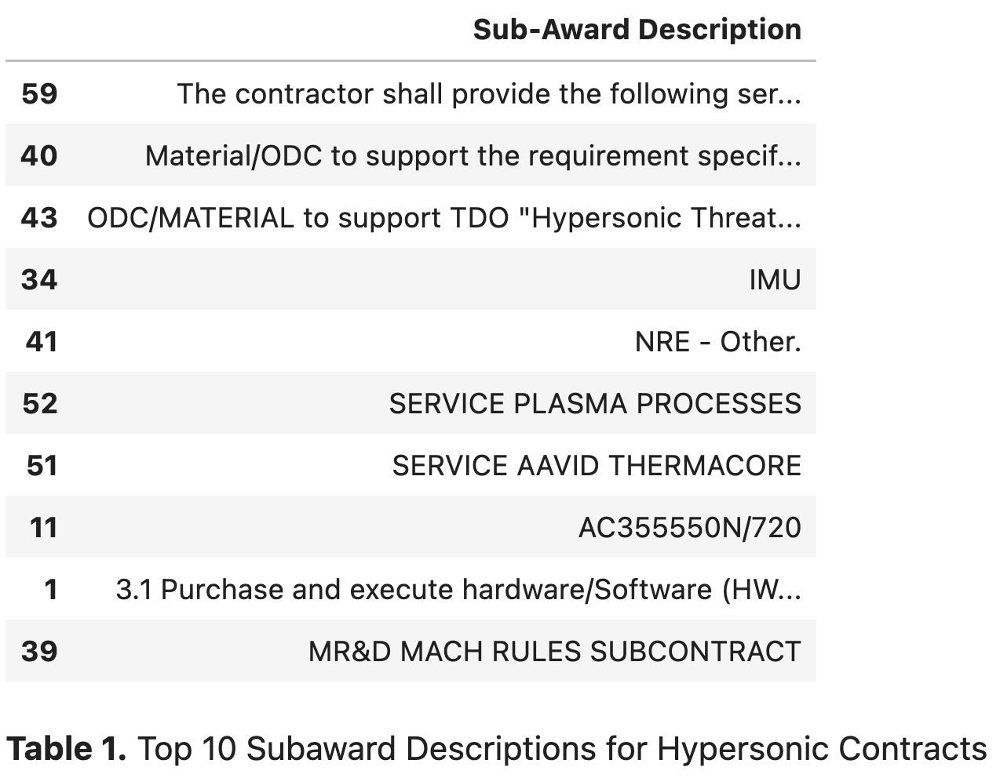 Sub-Award Description
59 The contractor shall provide the following ser...
40 Material/ODC to support the requirement specif...
43 ODC/MATERIAL to support TDO "Hypersonic Threat...
34 IMU
41 NRE - Other.
52 SERVICE PLASMA PROCESSES
51 SERVICE AAVID THERMACORE
11 AC355550N/720
1 3.1 Purchase and execute hardware/Software (HW...
39 MR&D MACH RULES SUBCONTRACT
Table 1. Top 10 Subaward Descriptions for Hypersonic Contracts